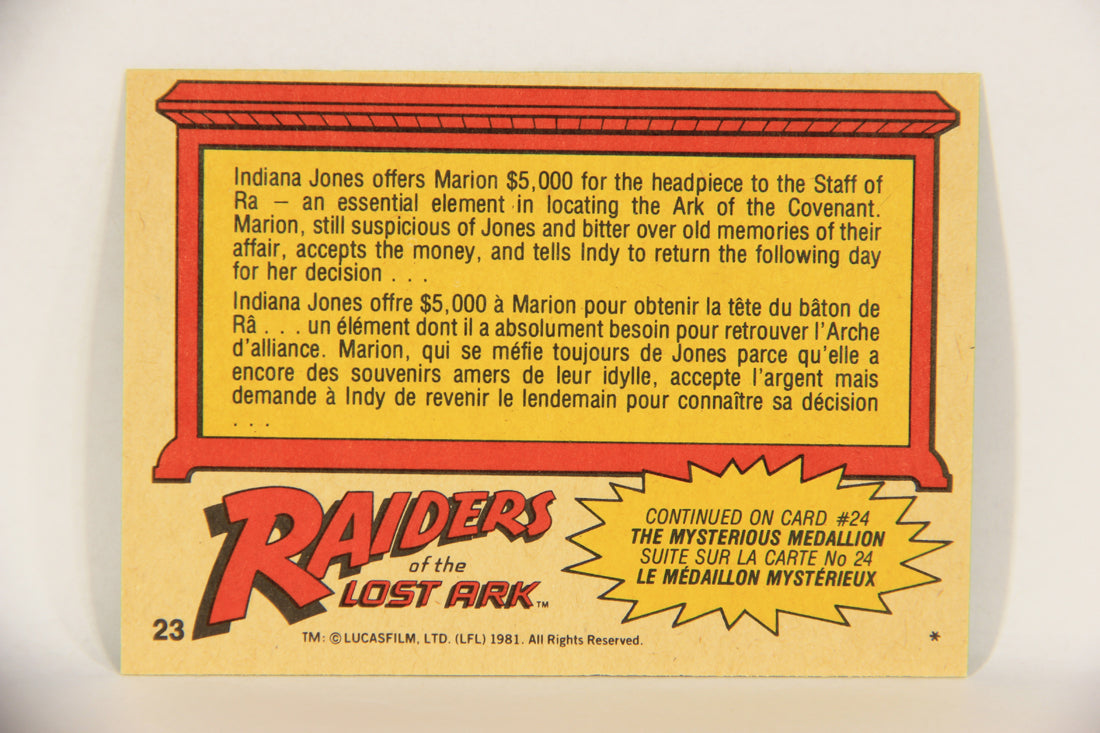 Indiana Jones offers Marion $5,000 for the headpiece to the Staff of
Ra — an essential element in locating the Ark of the Covenant.
Marion, still suspicious of Jones and bitter over old memories of their
affair, accepts the money, and tells Indy to return the following day
for her decision . . .
Indiana Jones offre $5,000 à Marion pour obtenir la tête du bâton de
Râ . . . un élément dont il a absolument besoin pour retrouver l'Arche
d'alliance. Marion, qui se méfie toujours de Jones parce qu'elle a
encore des souvenirs amers de leur idylle, accepte l'argent mais
demande à Indy de revenir le lendemain pour connaître sa décision
. . .
RAIDERS
of the
LOST ARK™
CONTINUED ON CARD #24
THE MYSTERIOUS MEDALLION
SUITE SUR LA CARTE No 24
LE MÉDAILLON MYSTÉRIEUX
23
TM: ©LUCASFILM, LTD. (LFL) 1981. All Rights Reserved.
*